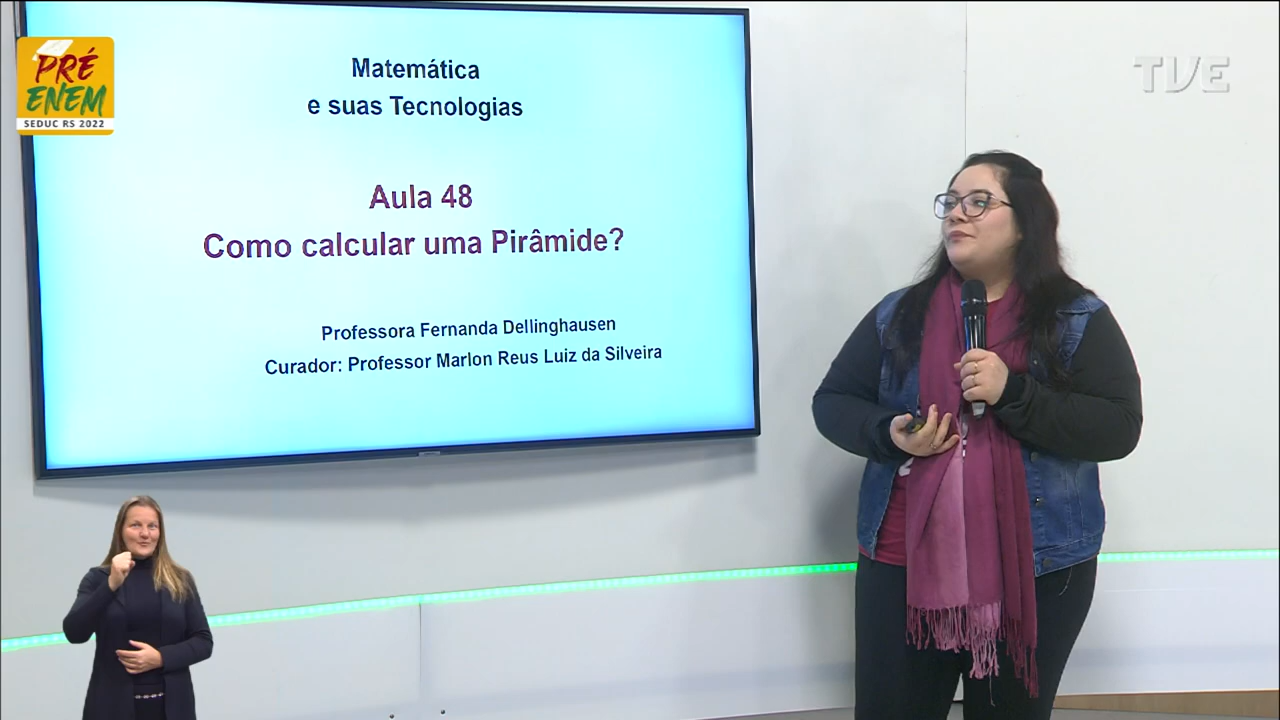 PRÉ
ENEM
SEDUC RS 2022
TVE
Matemática
e suas Tecnologias
Aula 48
Como calcular uma Pirâmide?
Professora Fernanda Dellinghausen
Curador: Professor Marlon Reus Luiz da Silveira